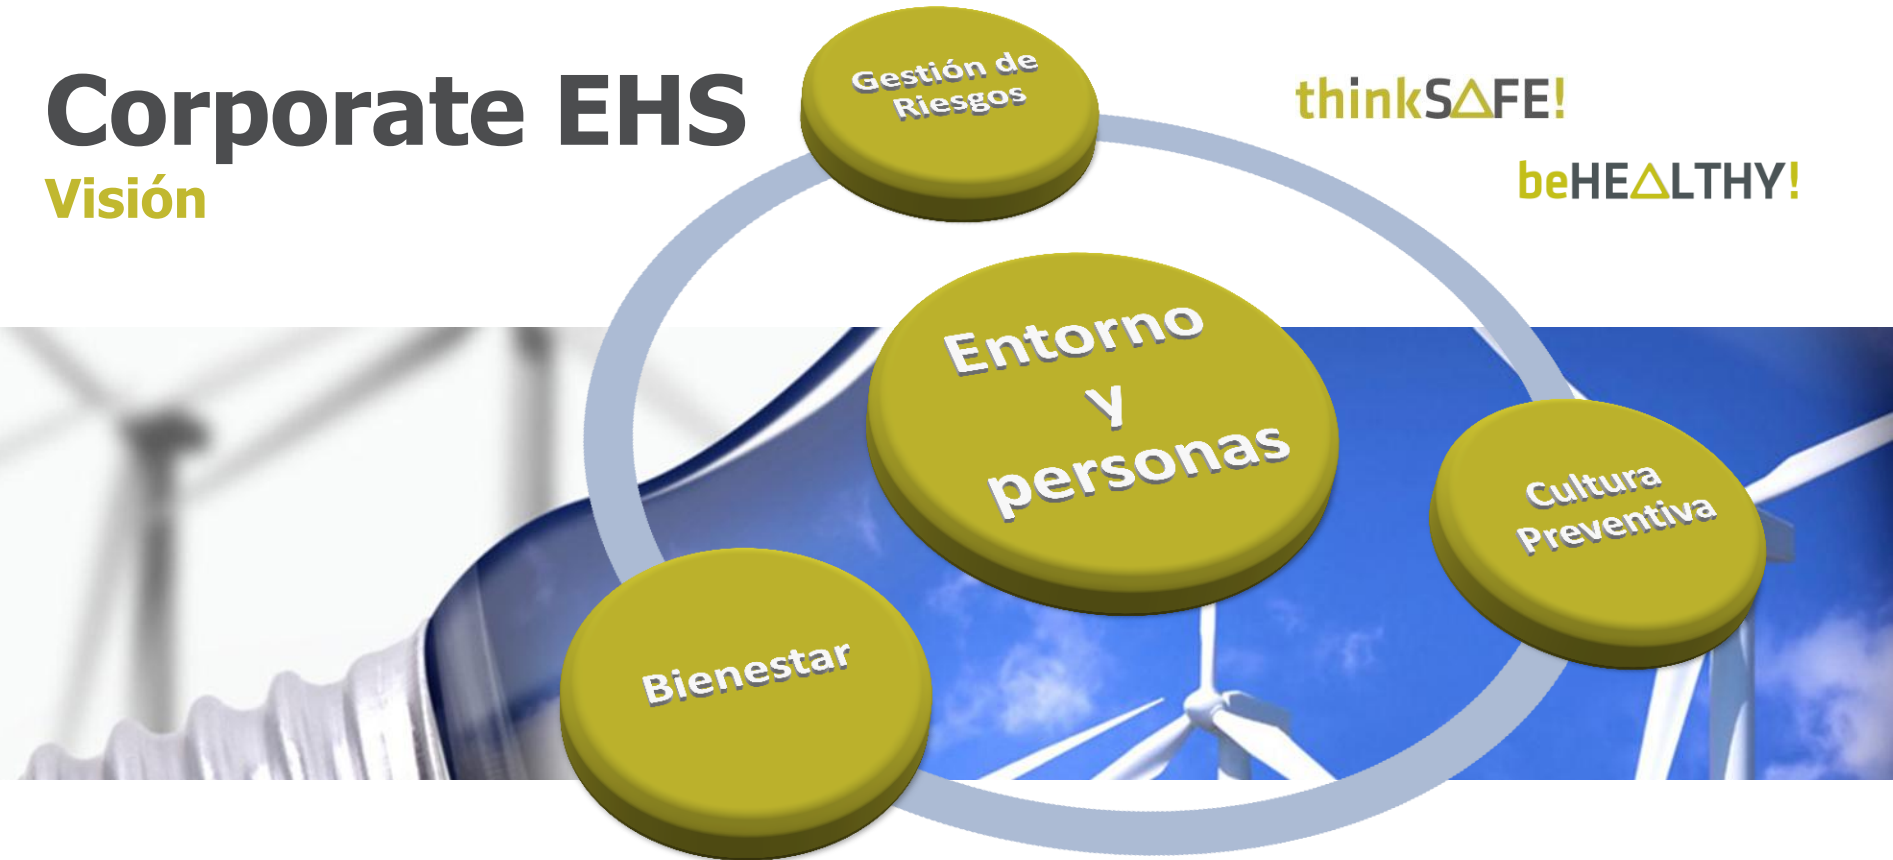 Corporate EHS
Visión
Gestión de
Riesgos
thinkSAFE!
beHEALTHY!
Entorno
y
personas
Cultura
Preventiva
Bienestar